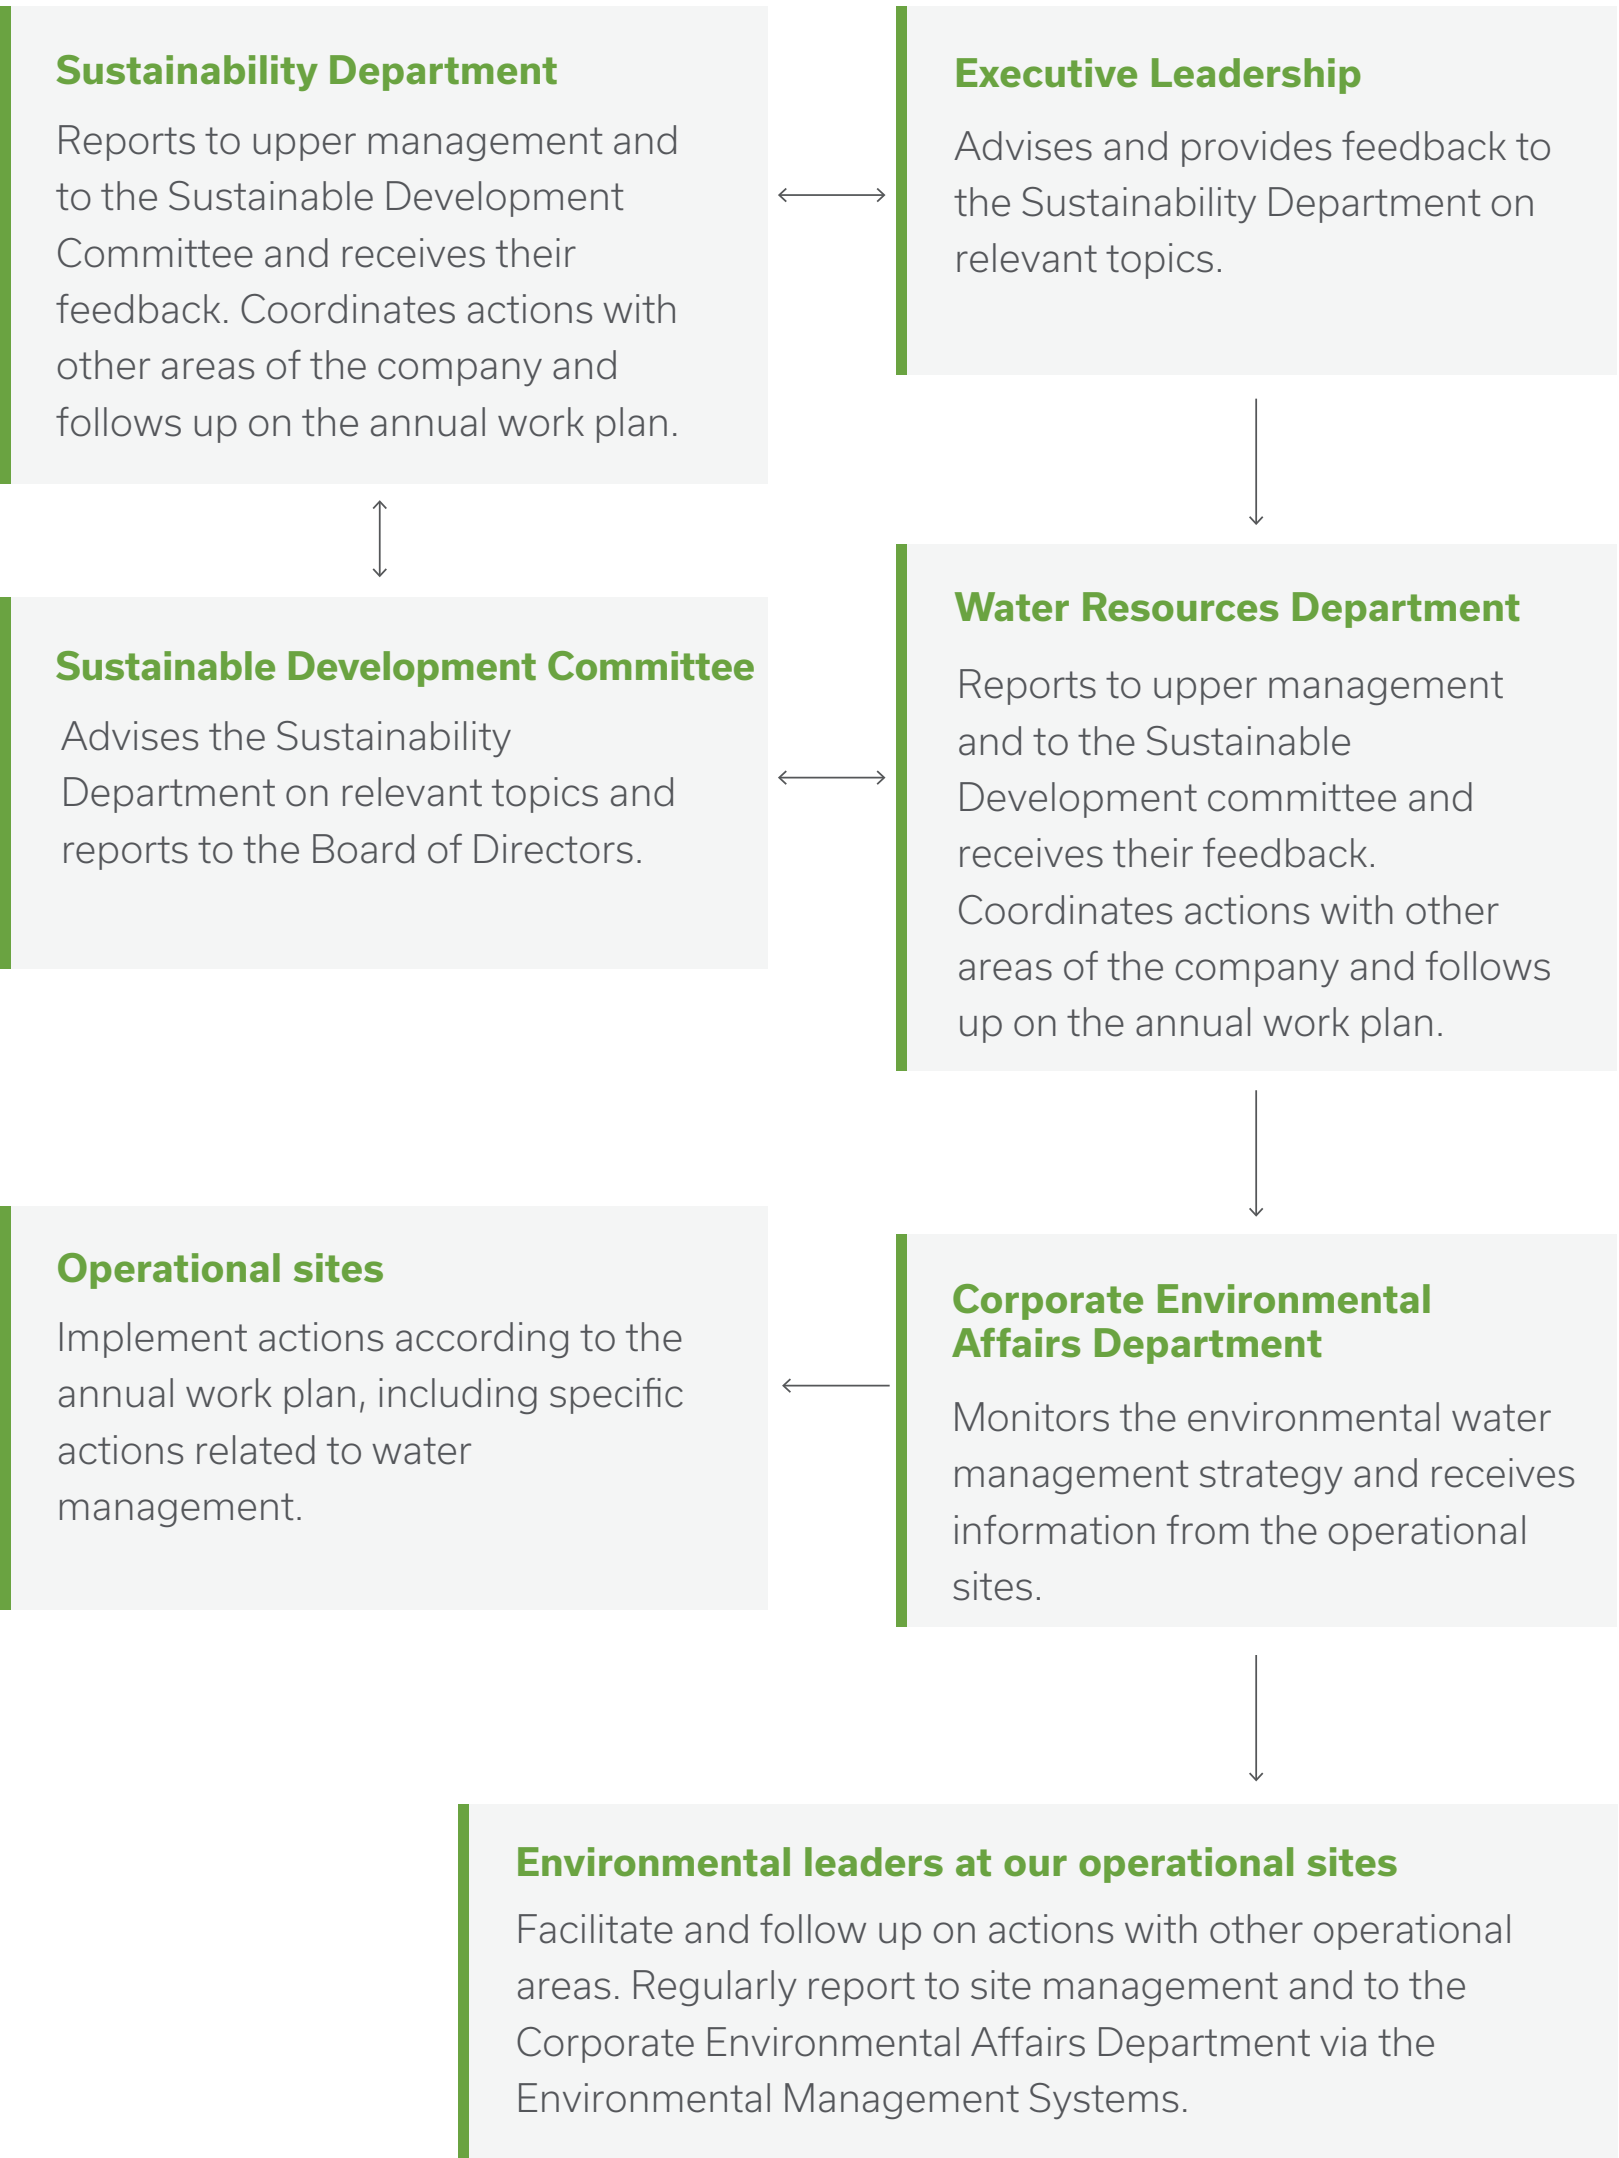 Sustainability Department
Reports to upper management and
to the Sustainable Development
Committee and receives their
feedback. Coordinates actions with
other areas of the company and
follows up on the annual work plan.
Executive Leadership
Advises and provides feedback to
the Sustainability Department on
relevant topics.
Sustainable Development Committee
Advises the Sustainability
Department on relevant topics and
reports to the Board of Directors.
Water Resources Department
Reports to upper management
and to the Sustainable
Development committee and
receives their feedback.
Coordinates actions with other
areas of the company and follows
up on the annual work plan.
Operational sites
Implement actions according to the
annual work plan, including specific
actions related to water
management.
Corporate Environmental
Affairs Department
Monitors the environmental water
management strategy and receives
information from the operational
sites.
Environmental leaders at our operational sites
Facilitate and follow up on actions with other operational
areas. Regularly report to site management and to the
Corporate Environmental Affairs Department via the
Environmental Management Systems.